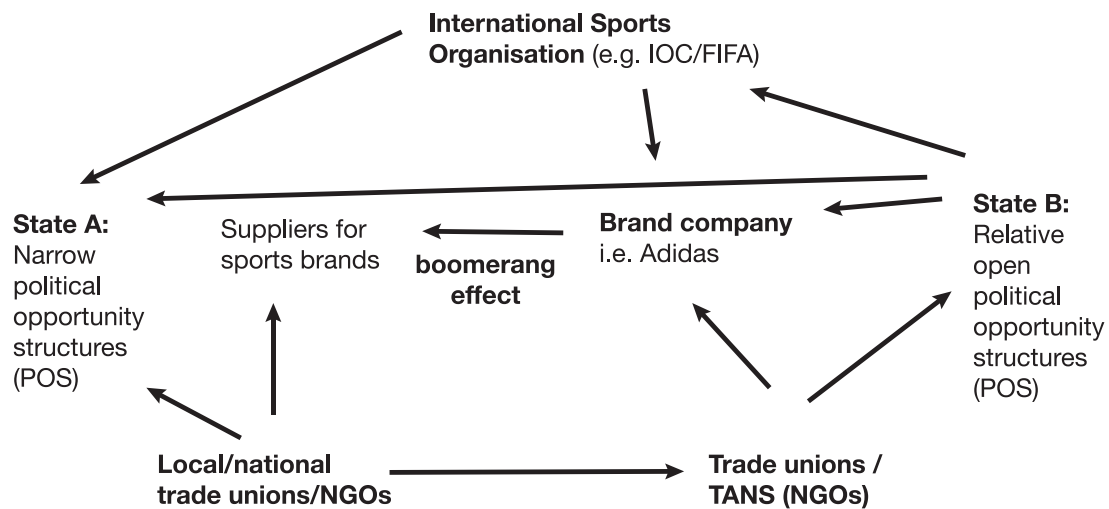 International Sports
Organisation (e.g. IOC/FIFA)
State A:
Narrow
political
opportunity
structures
(POS)
Suppliers for
sports brands
boomerang
effect
Brand company
i.e. Adidas
State B:
Relative
open
political
opportunity
structures
(POS)
Local/national
trade unions/NGOs
Trade unions /
TANS (NGOs)